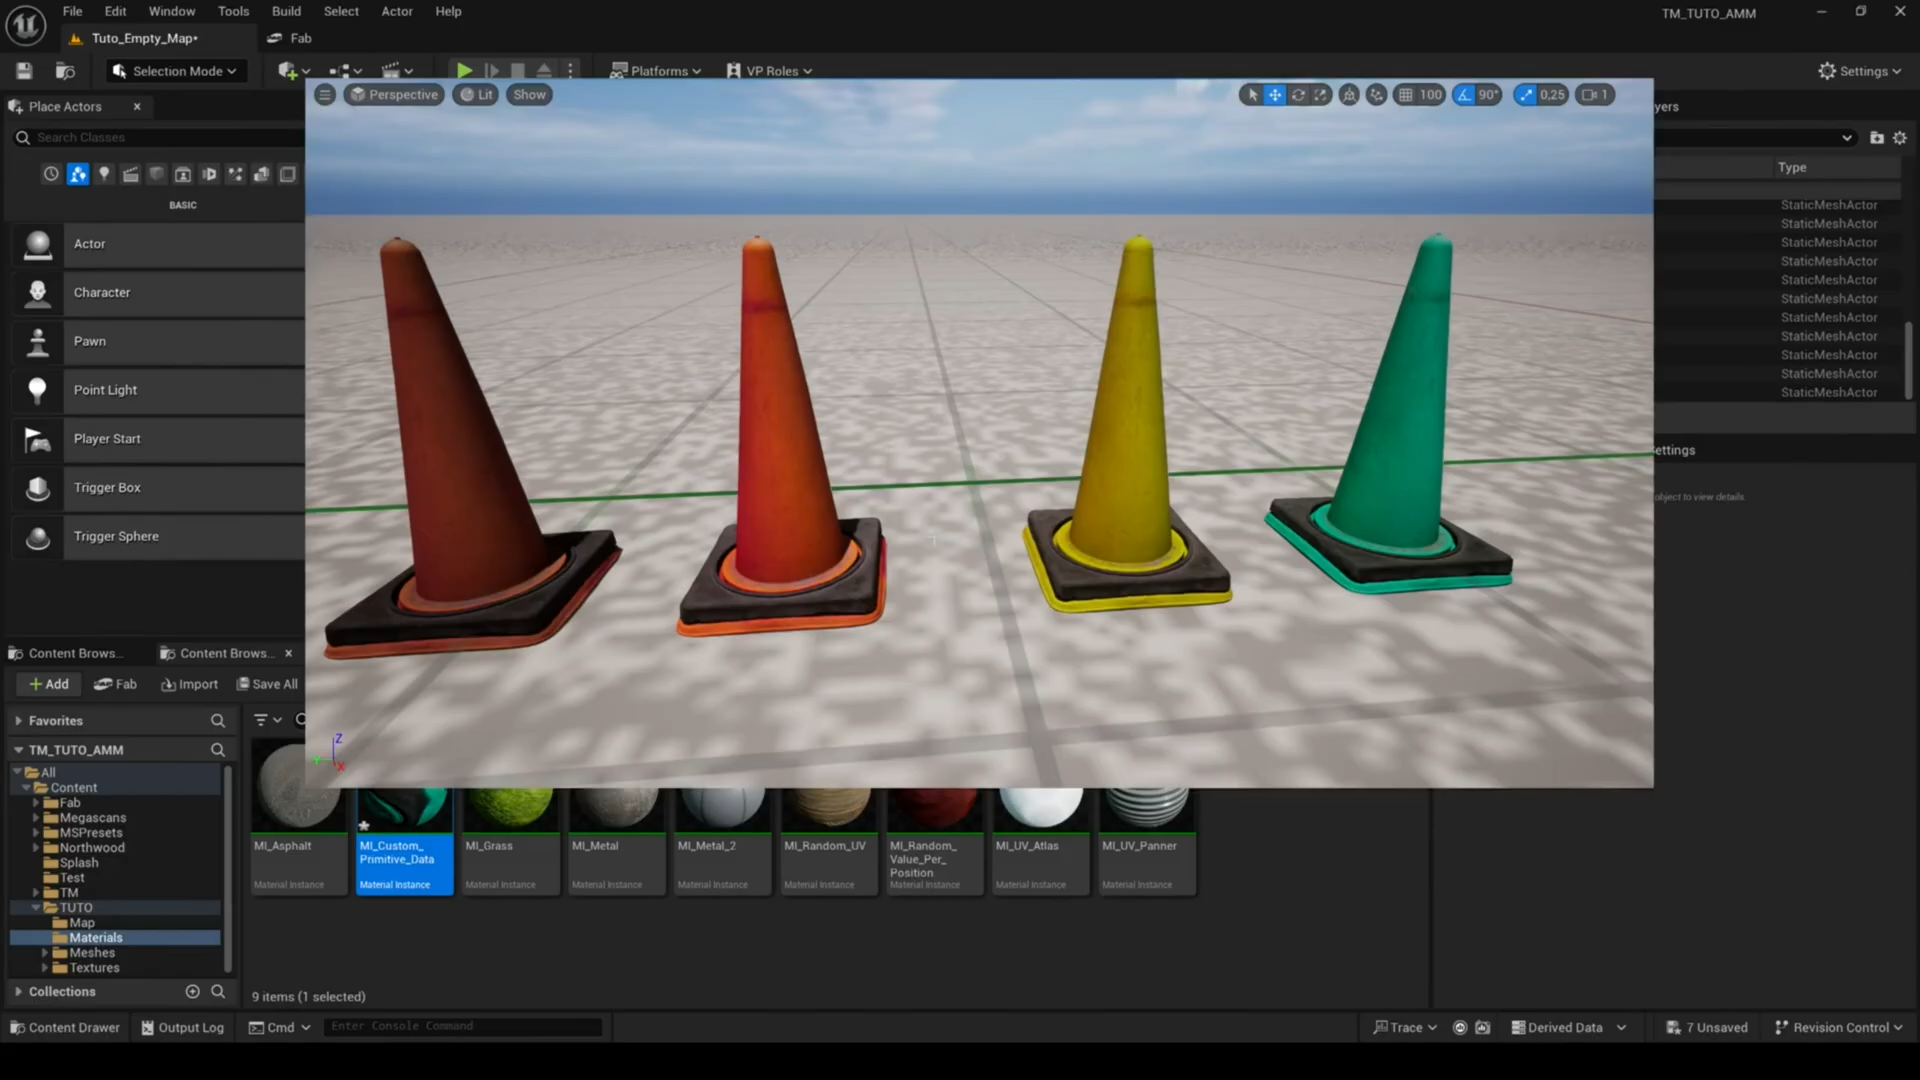 File Edit Window Tools Build Select Actor Help
TM_TUTO_AMM
Tuto_Empty_Map•
Fab
Selection Mode
Platforms
VP Roles
Settings
Place Actors
Search Classes
BASIC
Actor
Character
Pawn
Point Light
Player Start
Trigger Box
Trigger Sphere
Perspective
Lit
Show
100
90°
0,25
1
Z
X
yers
Type
StaticMeshActor
StaticMeshActor
StaticMeshActor
StaticMeshActor
StaticMeshActor
StaticMeshActor
StaticMeshActor
StaticMeshActor
StaticMeshActor
StaticMeshActor
StaticMeshActor
ettings
object to view details.
Content Brows...
Content Brows...
Add
Fab
Import
Save All
Favorites
TM_TUTO_AMM
All
Content
Fab
Megascans
MSPresets
Northwood
Splash
Test
TM
TUTO
Map
Materials
Meshes
Textures
Collections
MI_Asphalt
Material Instance
MI_Custom_
Primitive_Data
Material Instance
MI_Grass
Material Instance
MI_Metal
Material Instance
MI_Metal_2
Material Instance
MI_Random_UV
Material Instance
MI_Random_
Value_Per_
Position
Material Instance
MI_UV_Atlas
Material Instance
MI_UV_Panner
Material Instance
9 items (1 selected)
Content Drawer
Output Log
Cmd
Enter Console Command
Trace
Derived Data
7 Unsaved
Revision Control